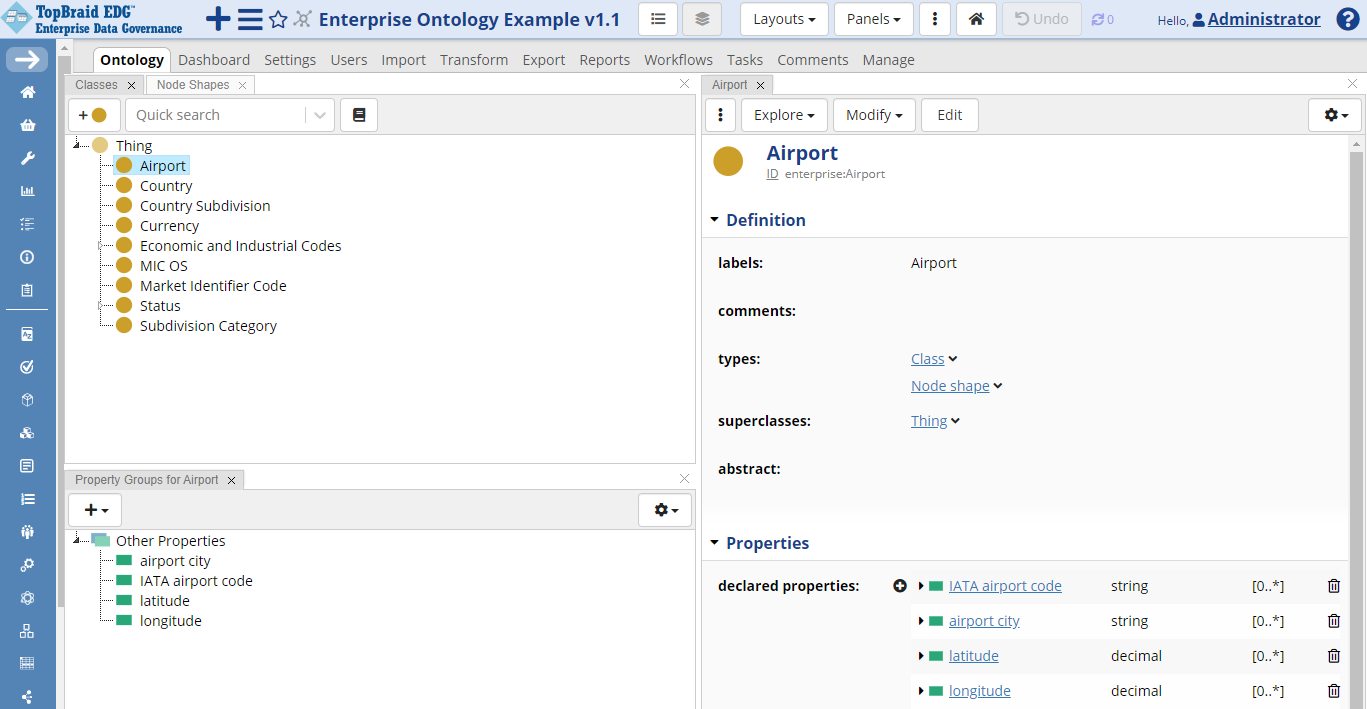 TopBraid EDG™
Enterprise Data Governance
Enterprise Ontology Example v1.1
Layouts
Panels
Undo
0
Hello, Administrator
?
Ontology Dashboard Settings Users Import Transform Export Reports Workflows Tasks Comments Manage
Classes
Node Shapes
Quick search
Thing
Airport
Country
Country Subdivision
Currency
Economic and Industrial Codes
MIC OS
Market Identifier Code
Status
Subdivision Category
Property Groups for Airport
Other Properties
airport city
IATA airport code
latitude
longitude
Airport
Explore
Modify
Edit
Airport
ID enterprise:Airport
Definition
labels: Airport
comments:
types: Class
Node shape
superclasses: Thing
abstract:
Properties
declared properties: IATA airport code string [0..*]
airport city string [0..*]
latitude decimal [0..*]
longitude decimal [0..*]